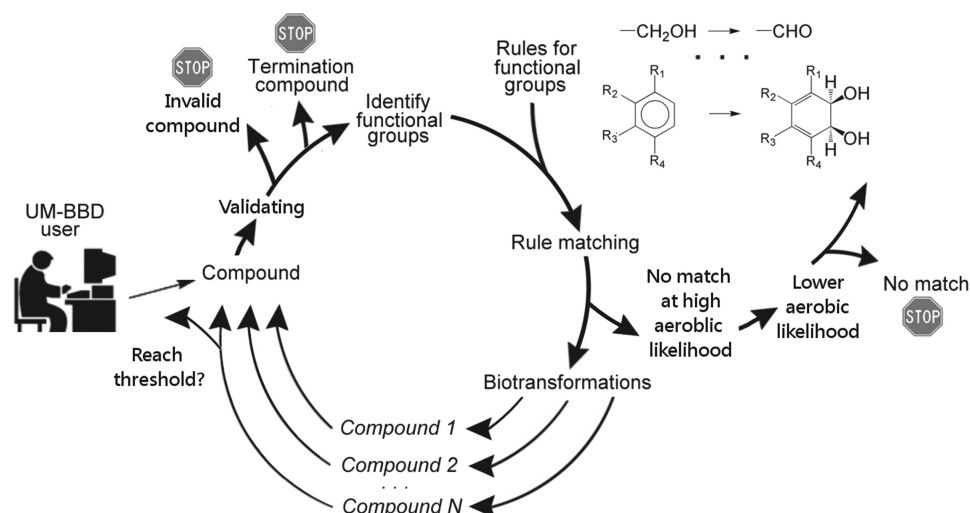 STOP
Invalid
compound
STOP
Termination
compound
Identify
functional
groups
Rules for
functional
groups
—CH2OH → —CHO
. . .
R1
R2
R3
R4
R1
R2
R3
R4
H
OH
OH
H
Validating
UM-BBD
user
Compound
Rule matching
No match
at high
aeroblic
likelihood
Lower
aerobic
likelihood
No match
STOP
Reach
threshold?
Biotransformations
Compound 1
Compound 2
. . .
Compound N